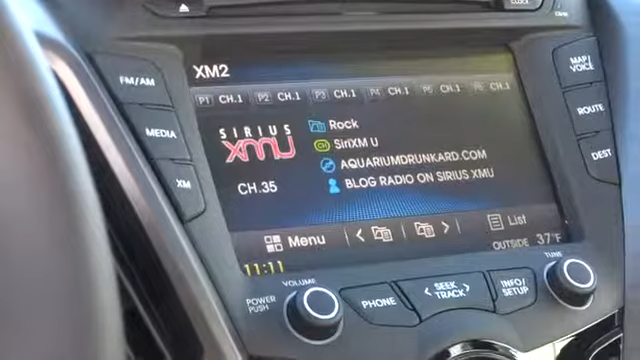 CLOCK
XM2
FM/AM
MAP/
VOICE
P1 CH.1 P2 CH.1 P3 CH.1 P4 CH.1 P5 CH.1 P6 CH.1
Rock
SIRIUS
XMU
CH SiriXM U
MEDIA
ROUTE
AQUARIUMDRUNKARD.COM
DEST
BLOG RADIO ON SIRIUS XMU
XM
CH.35
Menu
List
OUTSIDE 37°F
11:11
VOLUME
TUNE
POWER
PUSH
PHONE
SEEK
TRACK
INFO/
SETUP